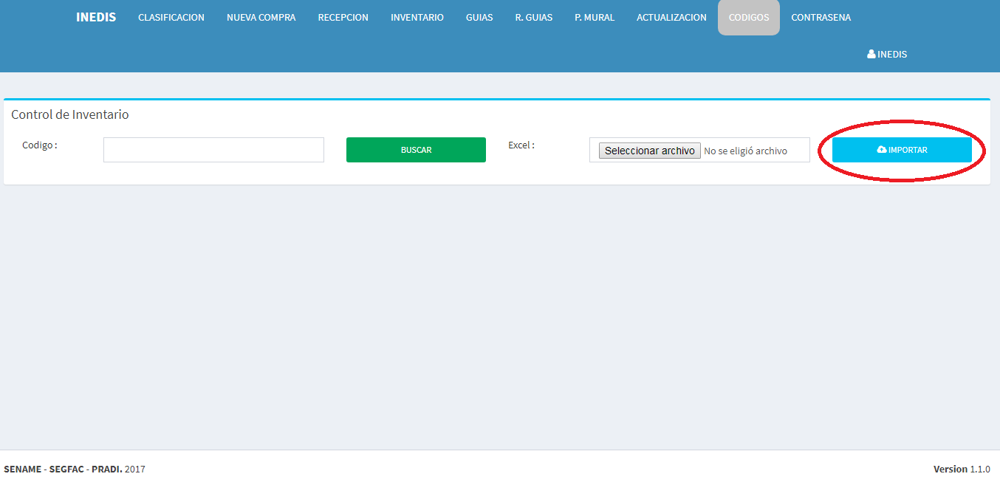 INEDIS CLASIFICACION NUEVA COMPRA RECEPCION INVENTARIO GUIAS R. GUIAS P. MURAL ACTUALIZACION CODIGOS CONTRASENA
INEDIS
Control de Inventario
Codigo : BUSCAR Excel : Seleccionar archivo No se eligió archivo IMPORTAR
SENAME - SEGFAC - PRADI. 2017 Version 1.1.0